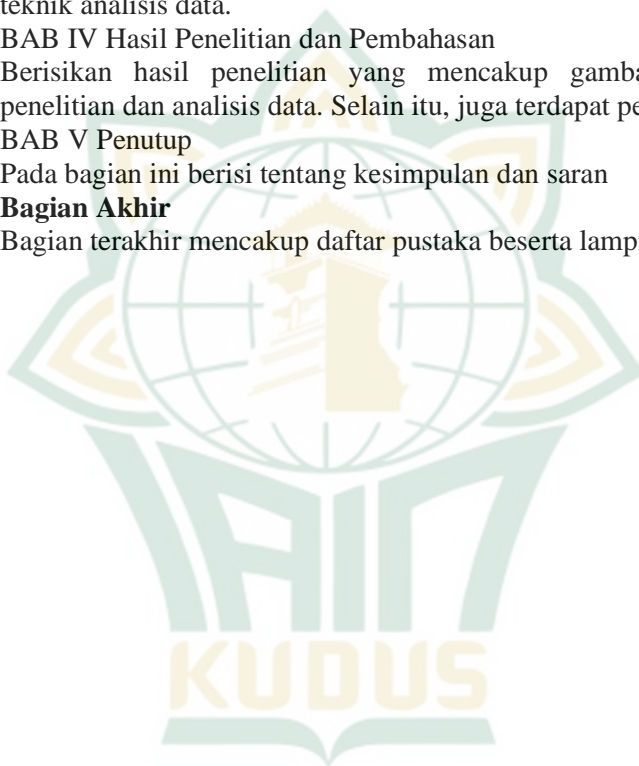 teknik analisis data.
BAB IV Hasil Penelitian dan Pembahasan
Berisikan hasil penelitian yang mencakup
penelitian dan analisis data. Selain itu, juga terdapat
BAB V Penutup
Pada bagian ini berisi tentang kesimpulan dan saran
Bagian Akhir
Bagian terakhir mencakup daftar pustaka beserta
IAIN
KUDUS